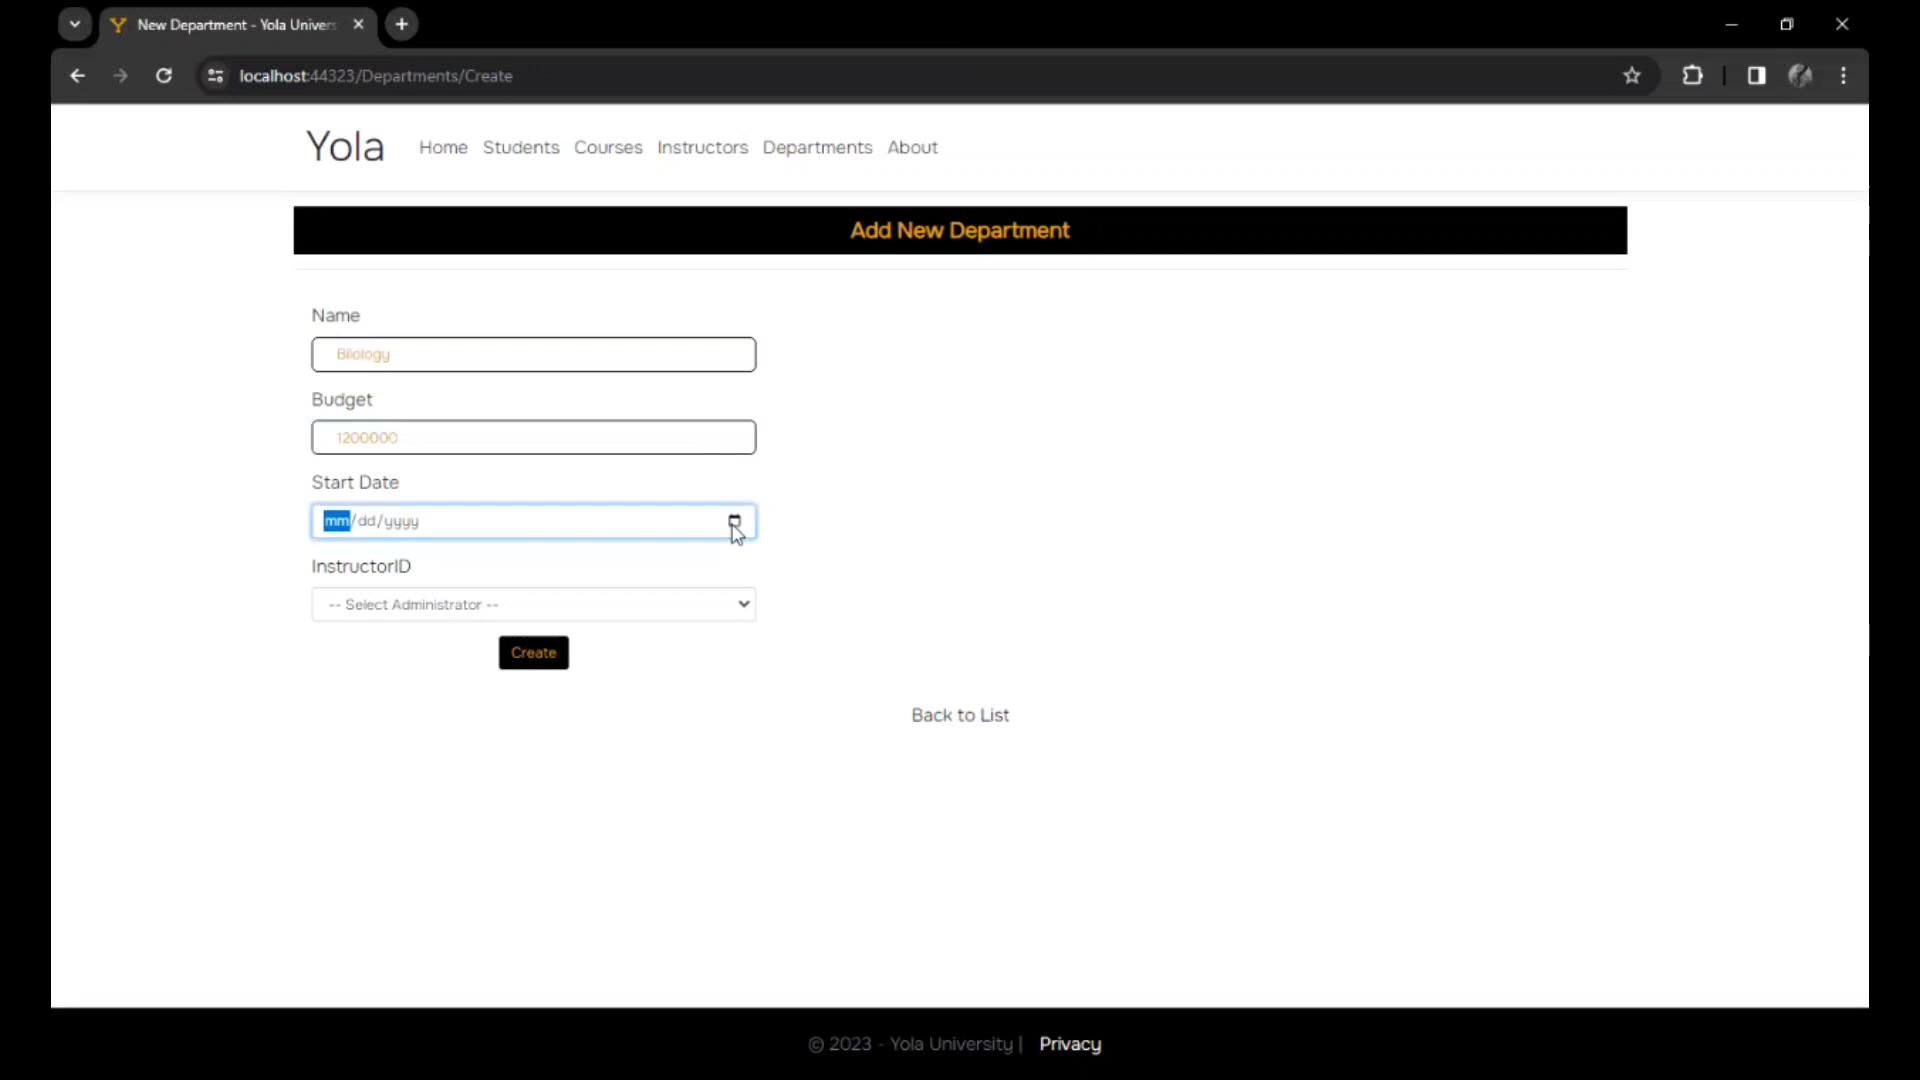 New Department - Yola Univers
localhost:44323/Departments/Create
Yola Home Students Courses Instructors Departments About
Add New Department
Name
Bilology
Budget
1200000
Start Date
mm/dd/yyyy
InstructorID
-- Select Administrator --
Create
Back to List
© 2023 - Yola University | Privacy